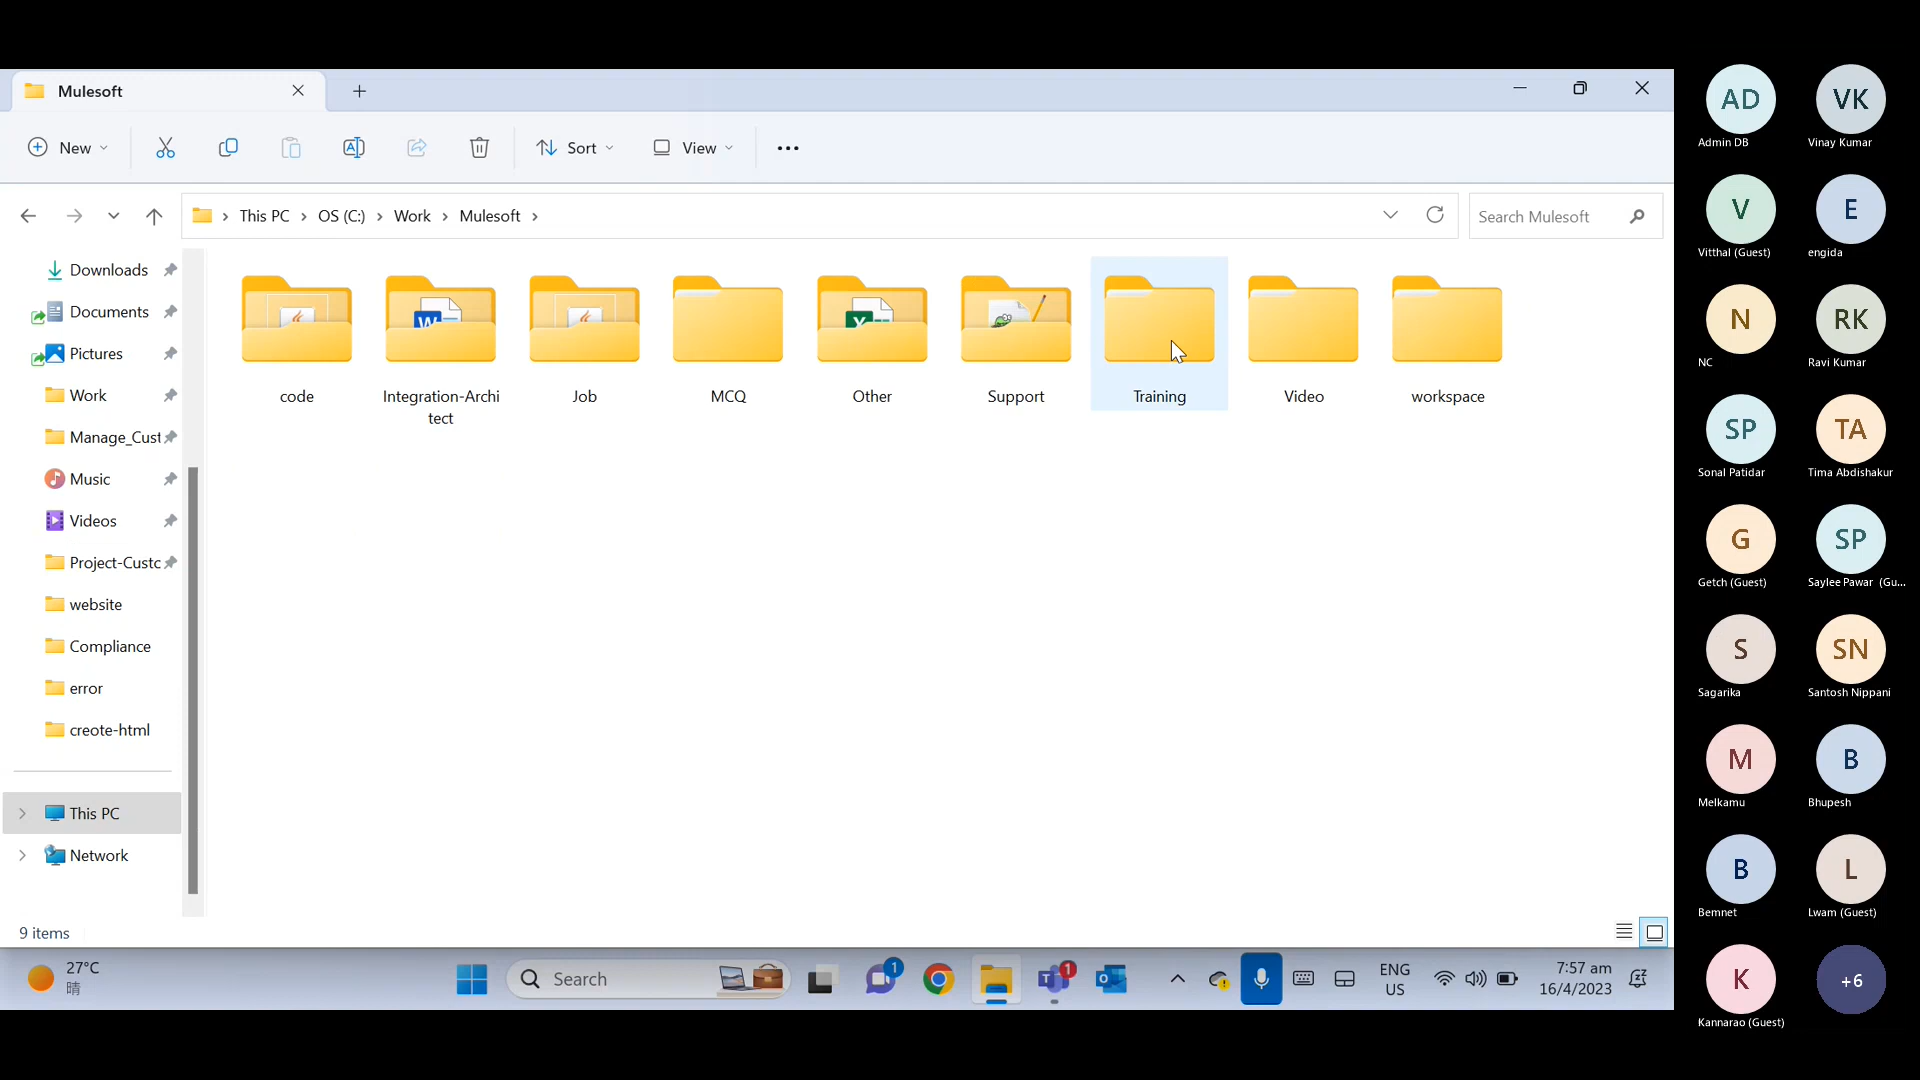 Mulesoft
New
Sort
View
This PC
OS (C:)
Work
Mulesoft
Search Mulesoft
Downloads
Documents
Pictures
Work
Manage_Cust
Music
Videos
Project-Custc
website
Compliance
error
creote-html
This PC
Network
code
Integration-Archi
tect
Job
MCQ
Other
Support
Training
Video
workspace
9 items
27°C
晴
Search
1
1
ENG
US
7:57 am
16/4/2023
AD
Admin DB
VK
Vinay Kumar
V
Vitthal (Guest)
E
engida
N
NC
RK
Ravi Kumar
SP
Sonal Patidar
TA
Tima Abdishakur
G
Getch (Guest)
SP
Saylee Pawar (Gu...
S
Sagarika
SN
Santosh Nippani
M
Melkamu
B
Bhupesh
B
Bemnet
L
Lwam (Guest)
K
Kannarao (Guest)
+6